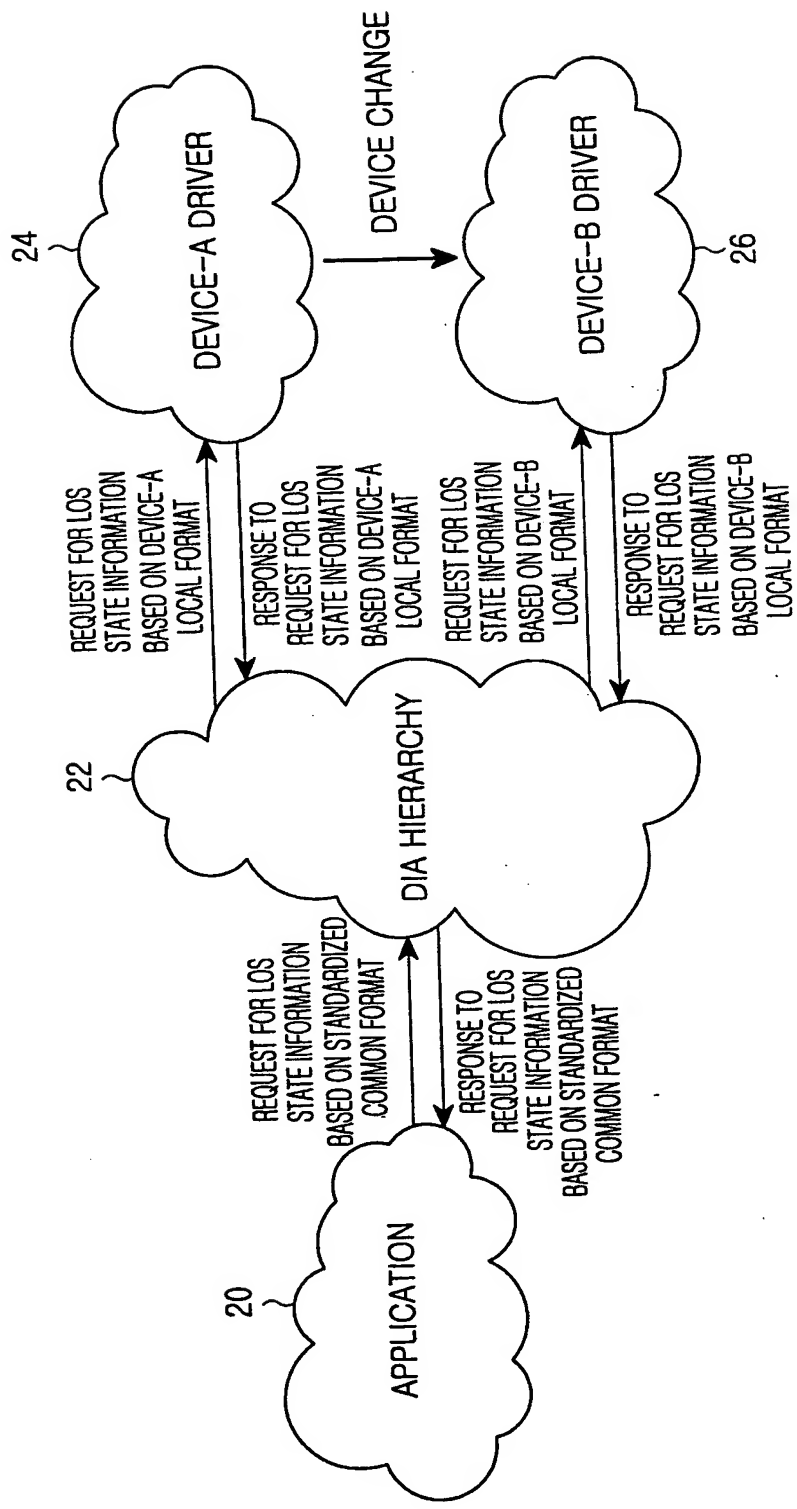 20
APPLICATION
REQUEST FOR LOS
STATE INFORMATION
BASED ON STANDARDIZED
COMMON FORMAT
RESPONSE TO
REQUEST FOR LOS
STATE INFORMATION
BASED ON STANDARDIZED
COMMON FORMAT
22
DIA HIERARCHY
REQUEST FOR LOS
STATE INFORMATION
BASED ON DEVICE-A
LOCAL FORMAT
RESPONSE TO
REQUEST FOR LOS
STATE INFORMATION
BASED ON DEVICE-A
LOCAL FORMAT
REQUEST FOR LOS
STATE INFORMATION
BASED ON DEVICE-B
LOCAL FORMAT
RESPONSE TO
REQUEST FOR LOS
STATE INFORMATION
BASED ON DEVICE-B
LOCAL FORMAT
24
DEVICE-A DRIVER
DEVICE CHANGE
DEVICE-B DRIVER
26